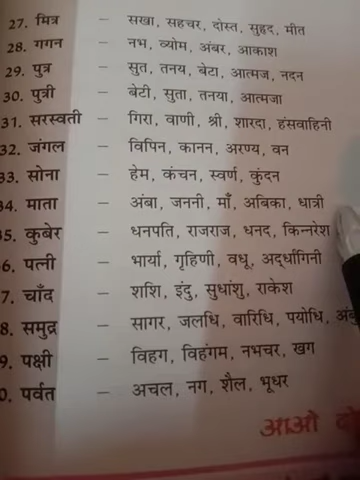 27. मित्र – सखा, सहचर, दोस्त, सुहृद, मीत
28. गगन – नभ, व्योम, अंबर, आकाश
29. पुत्र – सुत, तनय, बेटा, आत्मज, नदन
30. पुत्री – बेटी, सुता, तनया, आत्मजा
31. सरस्वती – गिरा, वाणी, श्री, शारदा, हंसवाहिनी
32. जंगल – विपिन, कानन, अरण्य, वन
33. सोना – हेम, कंचन, स्वर्ण, कुंदन
34. माता – अंबा, जननी, माँ, अबिका, धात्री
5. कुबेर – धनपति, राजराज, धनद, किन्नरेश
6. पत्नी – भार्या, गृहिणी, वधू, अर्द्धांगिनी
7. चाँद – शशि, इंदु, सुधांशु, राकेश
8. समुद्र – सागर, जलधि, वारिधि, पयोधि,
9. पक्षी – विहग, विहंगम, नभचर, खग
0. पर्वत – अचल, नग, शैल, भूधर
आओ